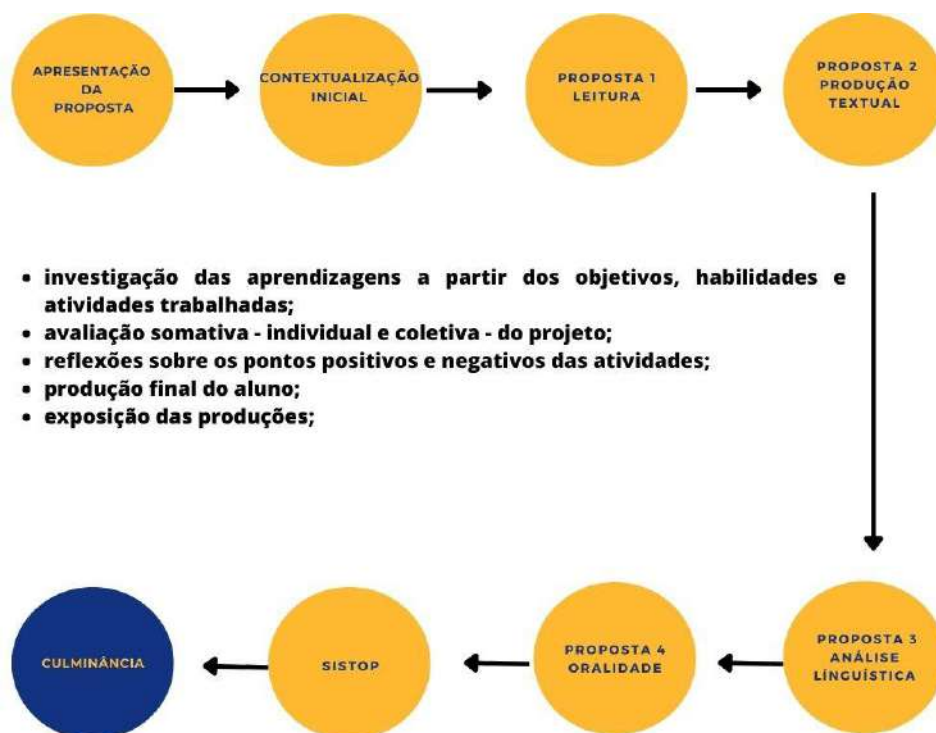 APRESENTAÇÃO
DA
PROPOSTA
CONTEXTUALIZAÇÃO
INICIAL
PROPOSTA 1
LEITURA
PROPOSTA 2
PRODUÇÃO
TEXTUAL
• investigação das aprendizagens a partir dos objetivos, habilidades e
atividades trabalhadas;
• avaliação somativa - individual e coletiva - do projeto;
• reflexões sobre os pontos positivos e negativos das atividades;
• produção final do aluno;
• exposição das produções;
CULMINÂNCIA
SISTOP
PROPOSTA 4
ORALIDADE
PROPOSTA 3
ANÁLISE
LÍNGUÍSTICA